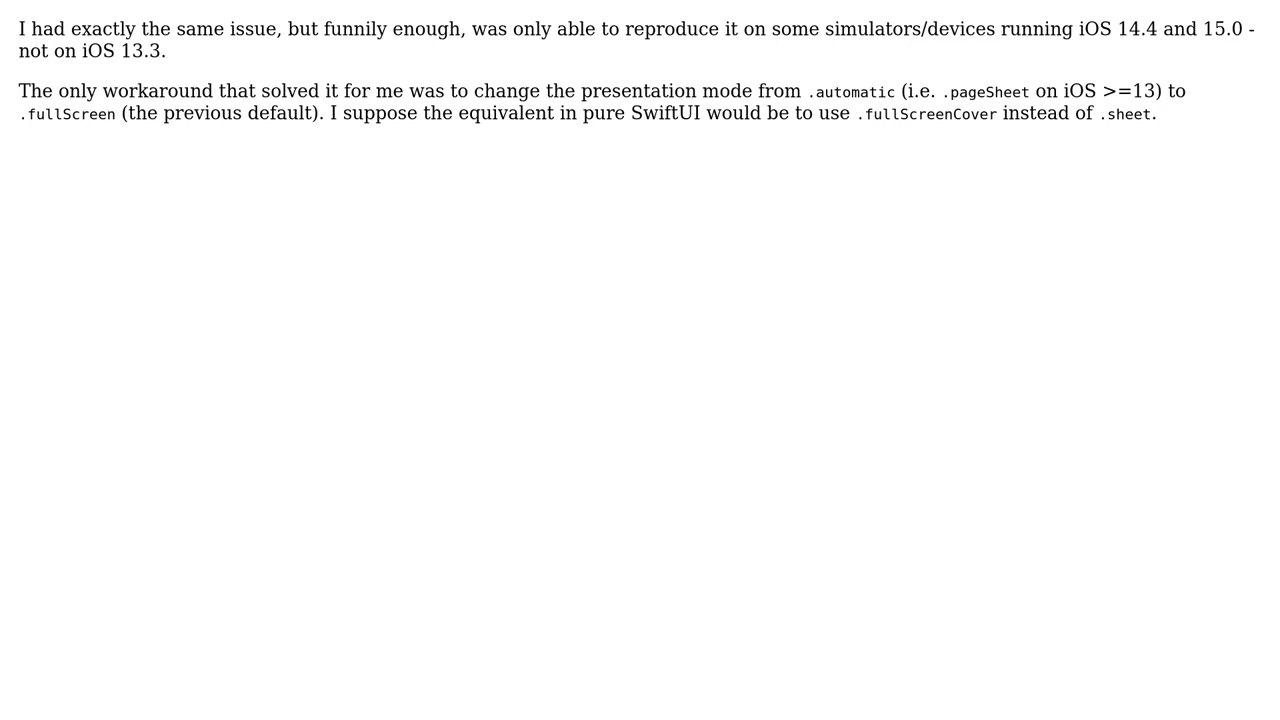 I had exactly the same issue, but funnily enough, was only able to reproduce it on some simulators/devices running iOS 14.4 and 15.0 -
not on iOS 13.3.
The only workaround that solved it for me was to change the presentation mode from .automatic (i.e. .pageSheet on iOS >=13) to
.fullScreen (the previous default). I suppose the equivalent in pure SwiftUI would be to use .fullScreenCover instead of .sheet.